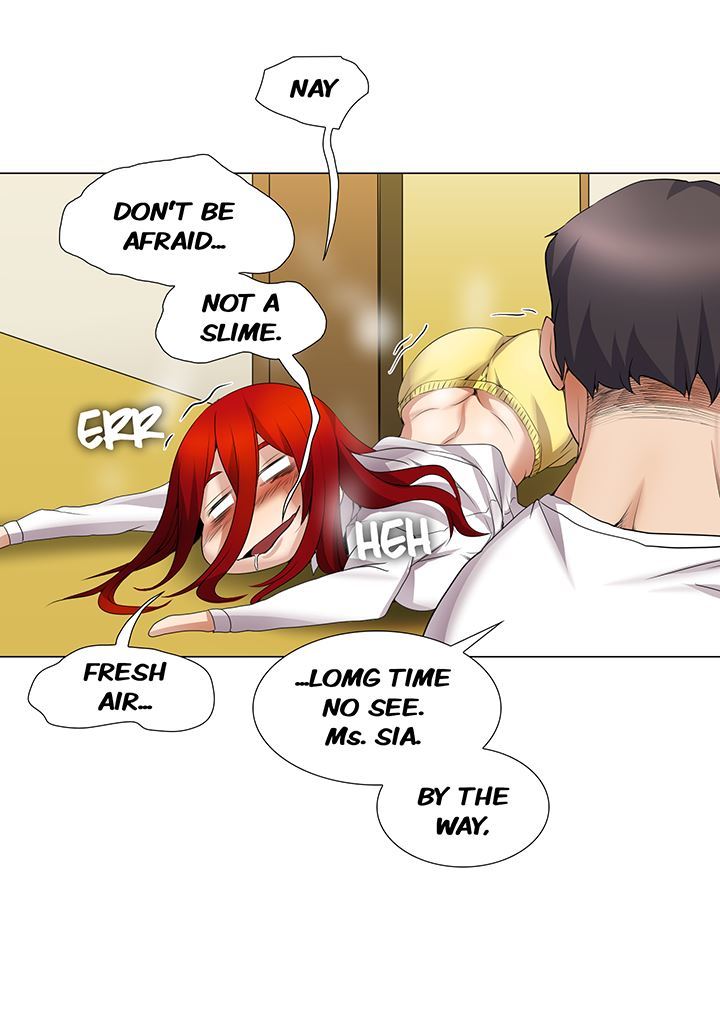 NAY
DON'T BE
AFRAID...
NOT A
SLIME.
ERR
HEH
FRESH
AIR...
...LOMG TIME
NO SEE.
Ms. SIA.
BY THE
WAY,